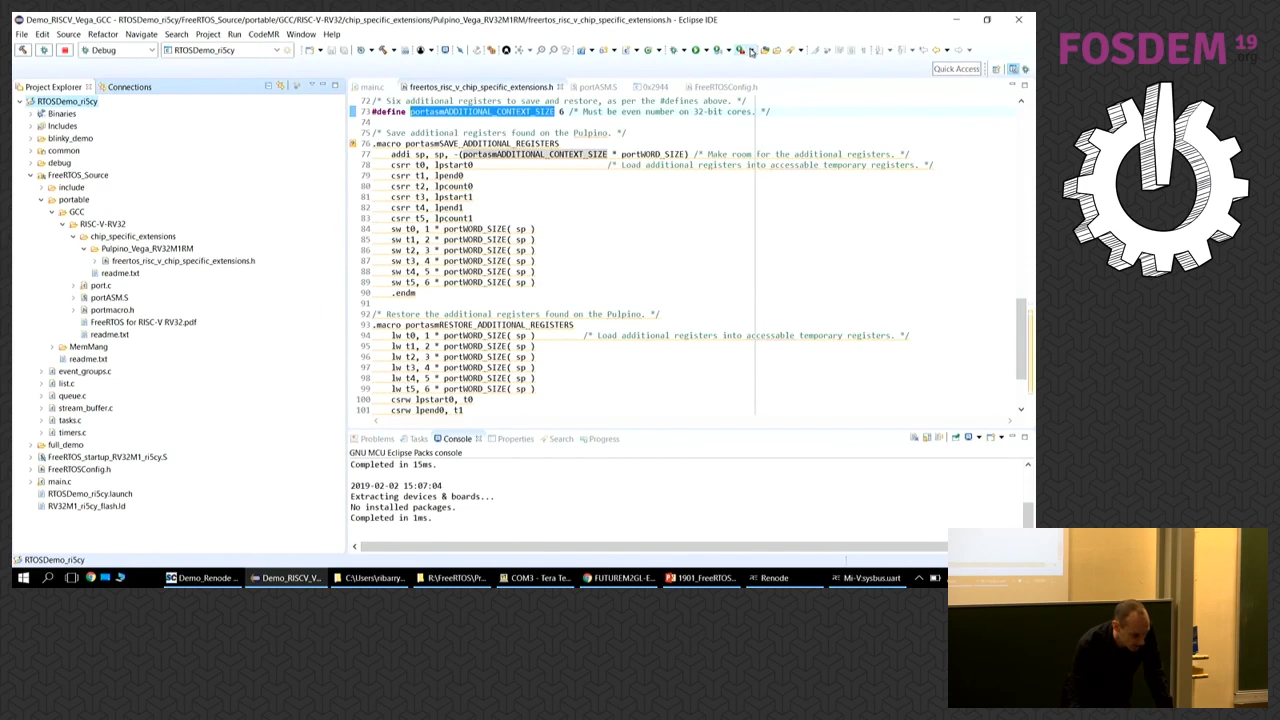 Demo_RISCV_Vega_GCC - RTOSDemo_ri5cy/FreeRTOS_Source/portable/GCC/RISC-V-RV32/chip_specific_extensions/Pulpino_Vega_RV32M1RM/freertos_risc_v_chip_specific_extensions.h - Eclipse IDE
FOSDEM 19 .org
File Edit Source Refactor Navigate Search Project Run CodeMR Window Help
Debug RTOSDemo_ri5cy
Quick Access
Project Explorer Connections
main.c freertos_risc_v_chip_specific_extensions.h portASM.S 0x2944 FreeRTOSConfig.h
RTOSDemo_ri5cy
Binaries
Includes
blinky_demo
common
debug
FreeRTOS_Source
include
portable
GCC
RISC-V-RV32
chip_specific_extensions
Pulpino_Vega_RV32M1RM
freertos_risc_v_chip_specific_extensions.h
readme.txt
port.c
portASM.S
portmacro.h
FreeRTOS for RISC-V RV32.pdf
readme.txt
MemMang
readme.txt
event_groups.c
list.c
queue.c
stream_buffer.c
tasks.c
timers.c
full_demo
FreeRTOS_startup_RV32M1_ri5cy.S
FreeRTOSConfig.h
main.c
RTOSDemo_ri5cy.launch
RV32M1_ri5cy_flash.ld
72 /* Six additional registers to save and restore, as per the #defines above. */
73 #define portasmADDITIONAL_CONTEXT_SIZE 6 /* Must be even number on 32-bit cores. */
74
75 /* Save additional registers found on the Pulpino. */
76 .macro portasmSAVE_ADDITIONAL_REGISTERS
77 addi sp, sp, -(portasmADDITIONAL_CONTEXT_SIZE * portWORD_SIZE) /* Make room for the additional registers. */
78 csrr t0, lpstart0 /* Load additional registers into accessable temporary registers. */
79 csrr t1, lpend0
80 csrr t2, lpcount0
81 csrr t3, lpstart1
82 csrr t4, lpend1
83 csrr t5, lpcount1
84 sw t0, 1 * portWORD_SIZE( sp )
85 sw t1, 2 * portWORD_SIZE( sp )
86 sw t2, 3 * portWORD_SIZE( sp )
87 sw t3, 4 * portWORD_SIZE( sp )
88 sw t4, 5 * portWORD_SIZE( sp )
89 sw t5, 6 * portWORD_SIZE( sp )
90 .endm
91
92 /* Restore the additional registers found on the Pulpino. */
93 .macro portasmRESTORE_ADDITIONAL_REGISTERS
94 lw t0, 1 * portWORD_SIZE( sp ) /* Load additional registers into accessable temporary registers. */
95 lw t1, 2 * portWORD_SIZE( sp )
96 lw t2, 3 * portWORD_SIZE( sp )
97 lw t3, 4 * portWORD_SIZE( sp )
98 lw t4, 5 * portWORD_SIZE( sp )
99 lw t5, 6 * portWORD_SIZE( sp )
100 csrw lpstart0, t0
101 csrw lpend0, t1
Problems Tasks Console Properties Search Progress
GNU MCU Eclipse Packs console
Completed in 15ms.
2019-02-02 15:07:04
Extracting devices & boards...
No installed packages.
Completed in 1ms.
RTOSDemo_ri5cy
Demo_Renode ... Demo_RISCV_V... C:\Users\ribarry... R:\FreeRTOS\Pr... COM3 - Tera Te... FUTUREM2GL-E... 1901_FreeRTOS... Renode Mi-V:sysbus.uart